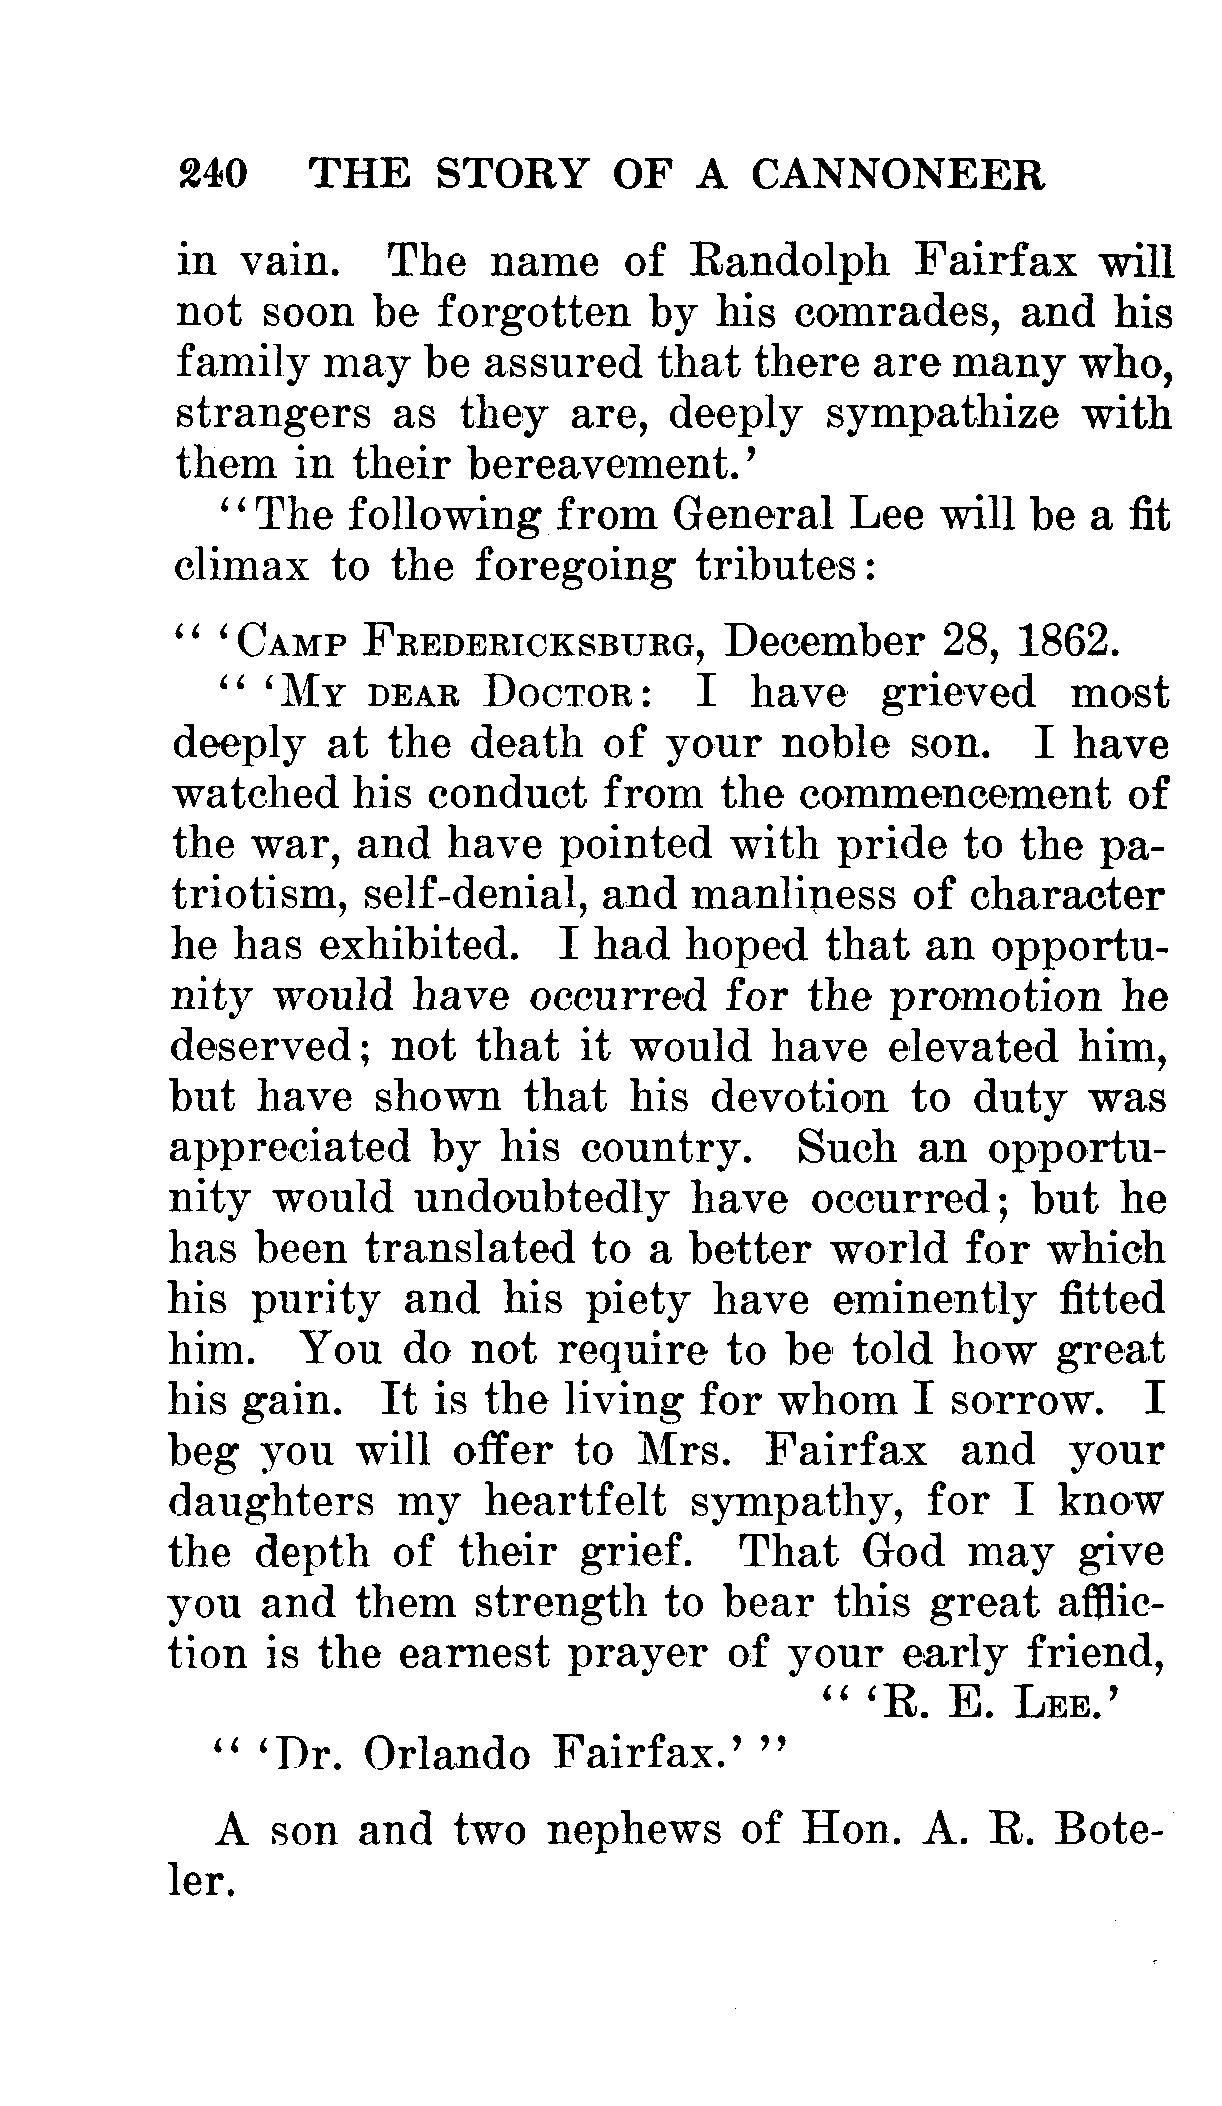 240 THE STORY OF A CANNONEER
in vain. The name of Randolph Fairfax will
not soon be forgotten by his comrades, and his
family may be assured that there are many who,
strangers as they are, deeply sympathize with
them in their bereavement.'
"The following from General Lee will be a fit
climax to the foregoing tributes:
" 'CAMP FREDERICKSBURG, December 28, 1862.
" 'MY DEAR DOCTOR: I have grieved most
deeply at the death of your noble son. I have
watched his conduct from the commencement of
the war, and have pointed with pride to the pa-
triotism, self-denial, and manliness of character
he has exhibited. I had hoped that an opportu-
nity would have occurred for the promotion he
deserved; not that it would have elevated him,
but have shown that his devotion to duty was
appreciated by his country. Such an opportu-
nity would undoubtedly have occurred; but he
has been translated to a better world for which
his purity and his piety have eminently fitted
him. You do not require to be told how great
his gain. It is the living for whom I sorrow. I
beg you will offer to Mrs. Fairfax and your
daughters my heartfelt sympathy, for I know
the depth of their grief. That God may give
you and them strength to bear this great afflic-
tion is the earnest prayer of your early friend,
" 'R. E. LEE.'
" 'Dr. Orlando Fairfax.' "
A son and two nephews of Hon. A. R. Bote-
ler.